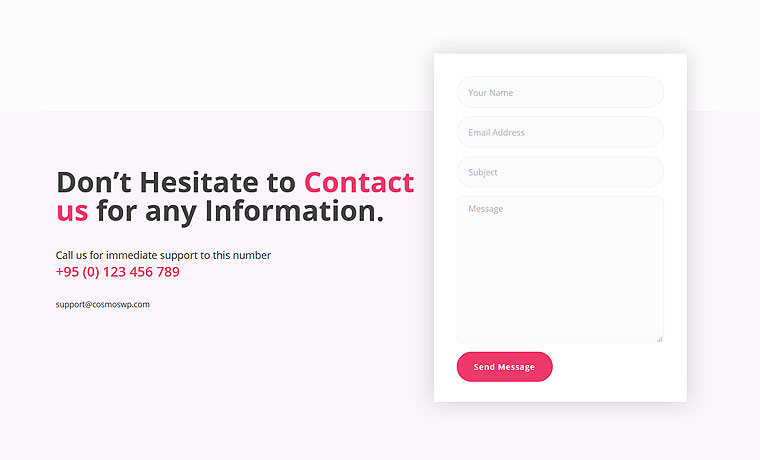 Don’t Hesitate to Contact
us for any Information.
Call us for immediate support to this number
+95 (0) 123 456 789
support@cosmoswp.com
Your Name
Email Address
Subject
Message
Send Message